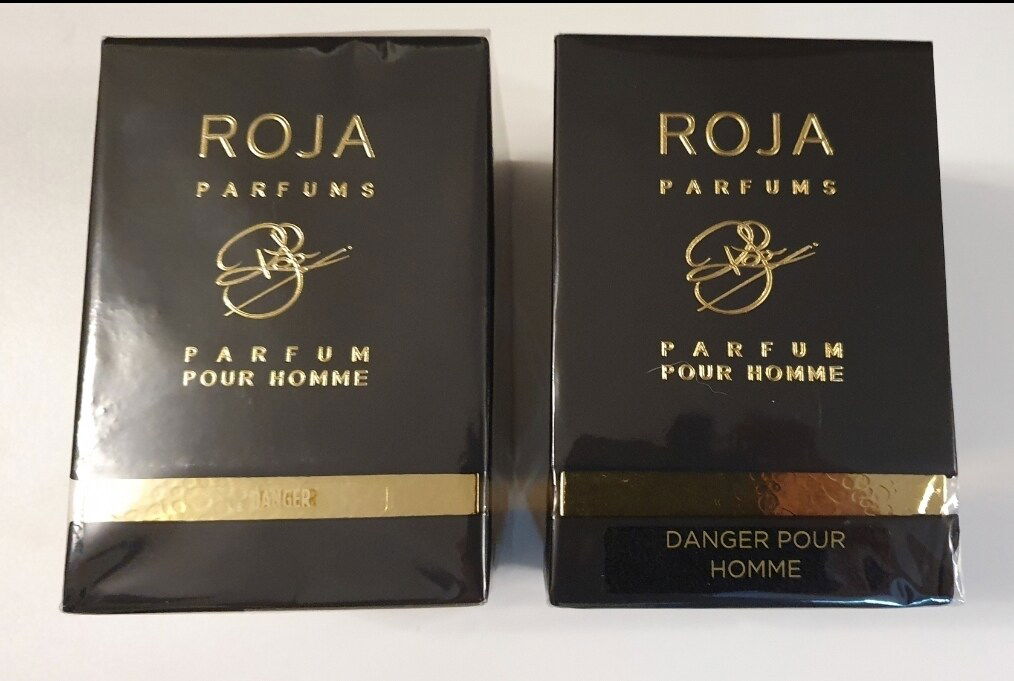 ROJA
PARFUMS
PARFUM
POUR HOMME
DANGER
ROJA
PARFUMS
PARFUM
POUR HOMME
DANGER POUR
HOMME